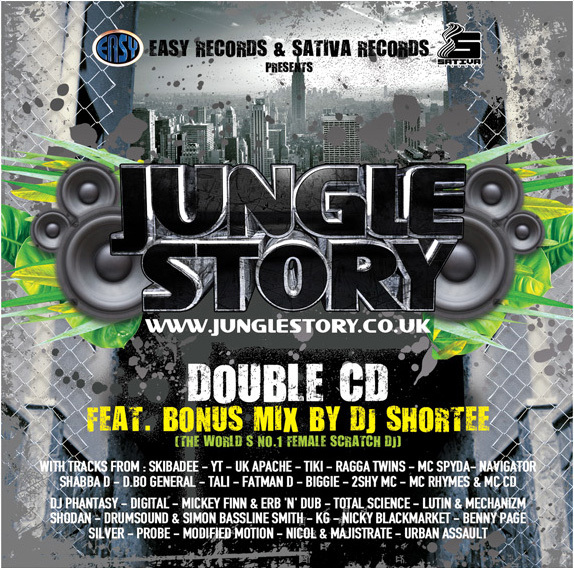 EASY EASY RECORDS & SATIVA RECORDS SATIVA
PRESENTS
JUNGLE
STORY
WWW.JUNGLESTORY.CO.UK
DOUBLE CD
FEAT. BONUS MIX BY DJ SHORTEE
(THE WORLD S NO.1 FEMALE SCRATCH DJ)
WITH TRACKS FROM : SKIBADEE – YT – UK APACHE – TIKI – RAGGA TWINS – MC SPYDA– NAVIGATOR
SHABBA D – D.BO GENERAL – TALI – FATMAN D – BIGGIE – 2SHY MC – MC RHYMES & MC CD
DJ PHANTASY – DIGITAL – MICKEY FINN & ERB 'N' DUB – TOTAL SCIENCE – LUTIN & MECHANIZM
SHODAN – DRUMSOUND & SIMON BASSLINE SMITH – KG – NICKY BLACKMARKET – BENNY PAGE
SILVER – PROBE – MODIFIED MOTION – NICOL & MAJISTRATE – URBAN ASSAULT